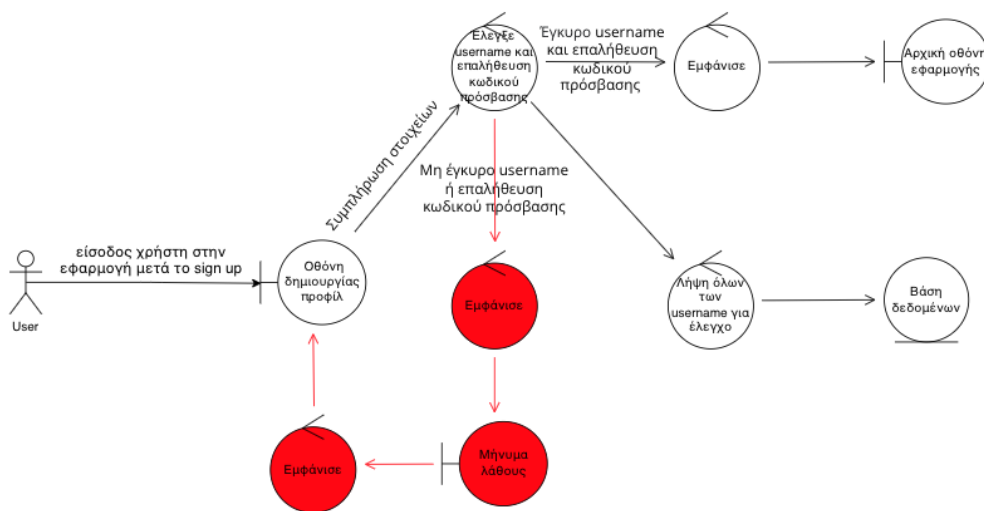 Έλεγξε
username και
επαλήθευση
κωδικού
πρόσβασης
Έγκυρο username
και επαλήθευση
κωδικού
πρόσβασης
Εμφάνισε
Αρχική οθόνη
εφαρμογής
Συμπλήρωση στοιχείων
Μη έγκυρο username
ή επαλήθευση
κωδικού πρόσβασης
είσοδος χρήστη στην
εφαρμογή μετά το sign up
User
Οθόνη
δημιουργίας
προφίλ
Εμφάνισε
Λήψη όλων
των
username για
έλεγχο
Βάση
δεδομένων
Εμφάνισε
Μήνυμα
λάθους